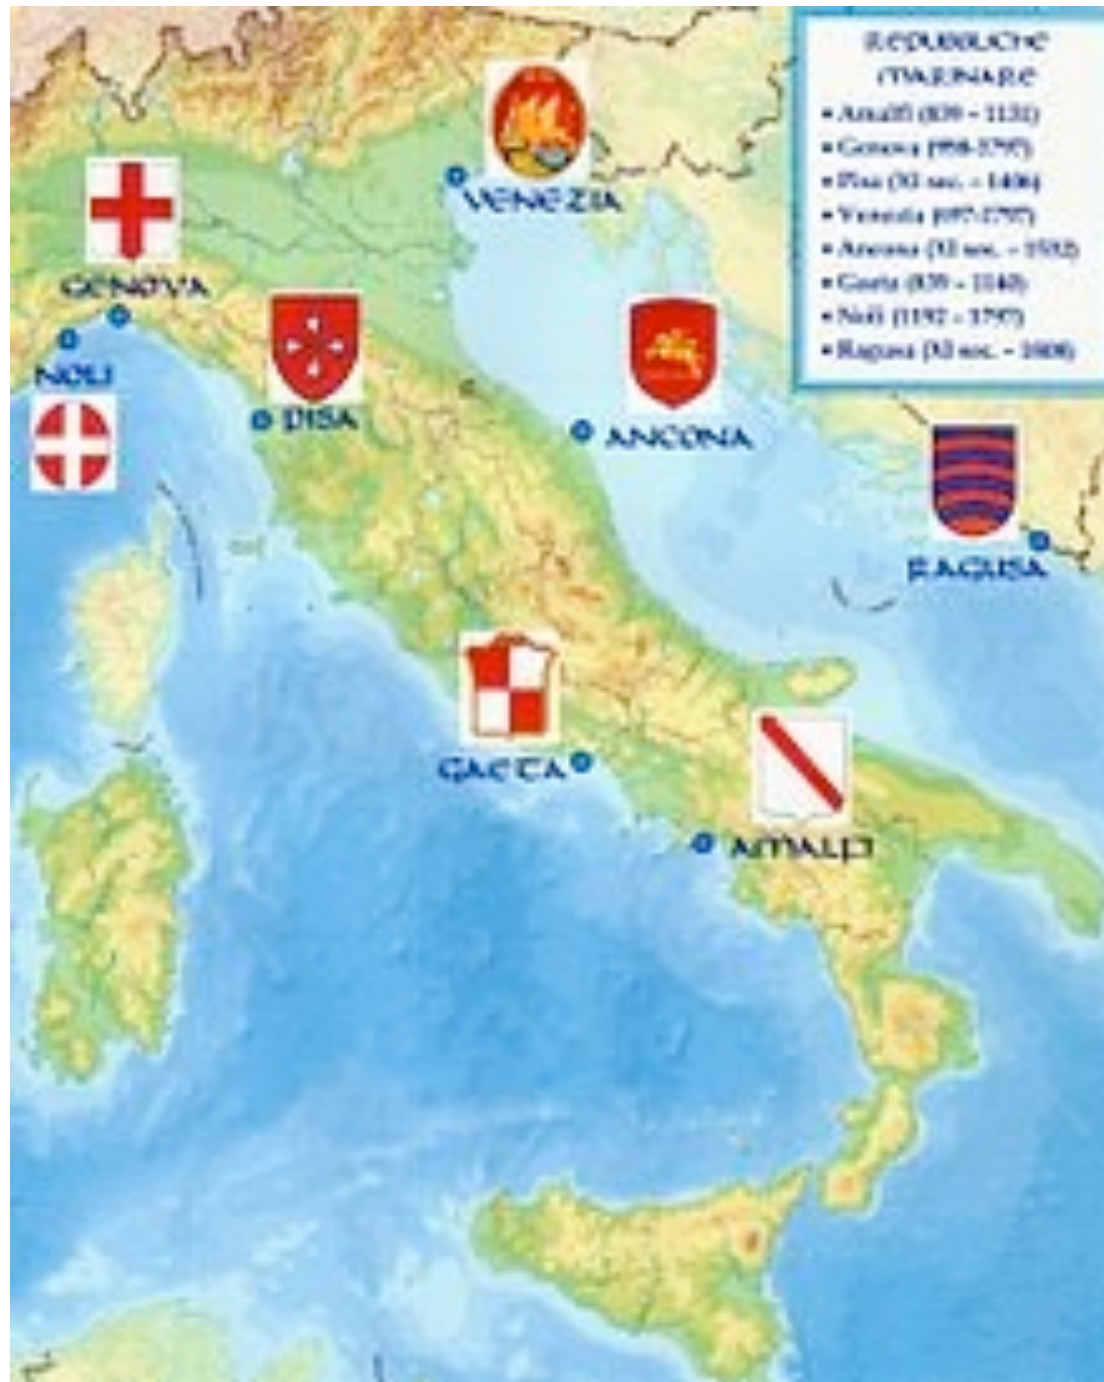 REPUBBLICHE
MARINARE
• Amalfi (839 – 1131)
• Genova (958-1797)
• Pisa (XI sec. – 1406)
• Venezia (697-1797)
• Ancona (XI sec. – 1532)
• Gaeta (839 – 1140)
• Noli (1192 – 1797)
• Ragusa (XI sec. – 1808)
VENEZIA
GENOVA
NOLI
PISA
ANCONA
RAGUSA
GAETA
AMALFI